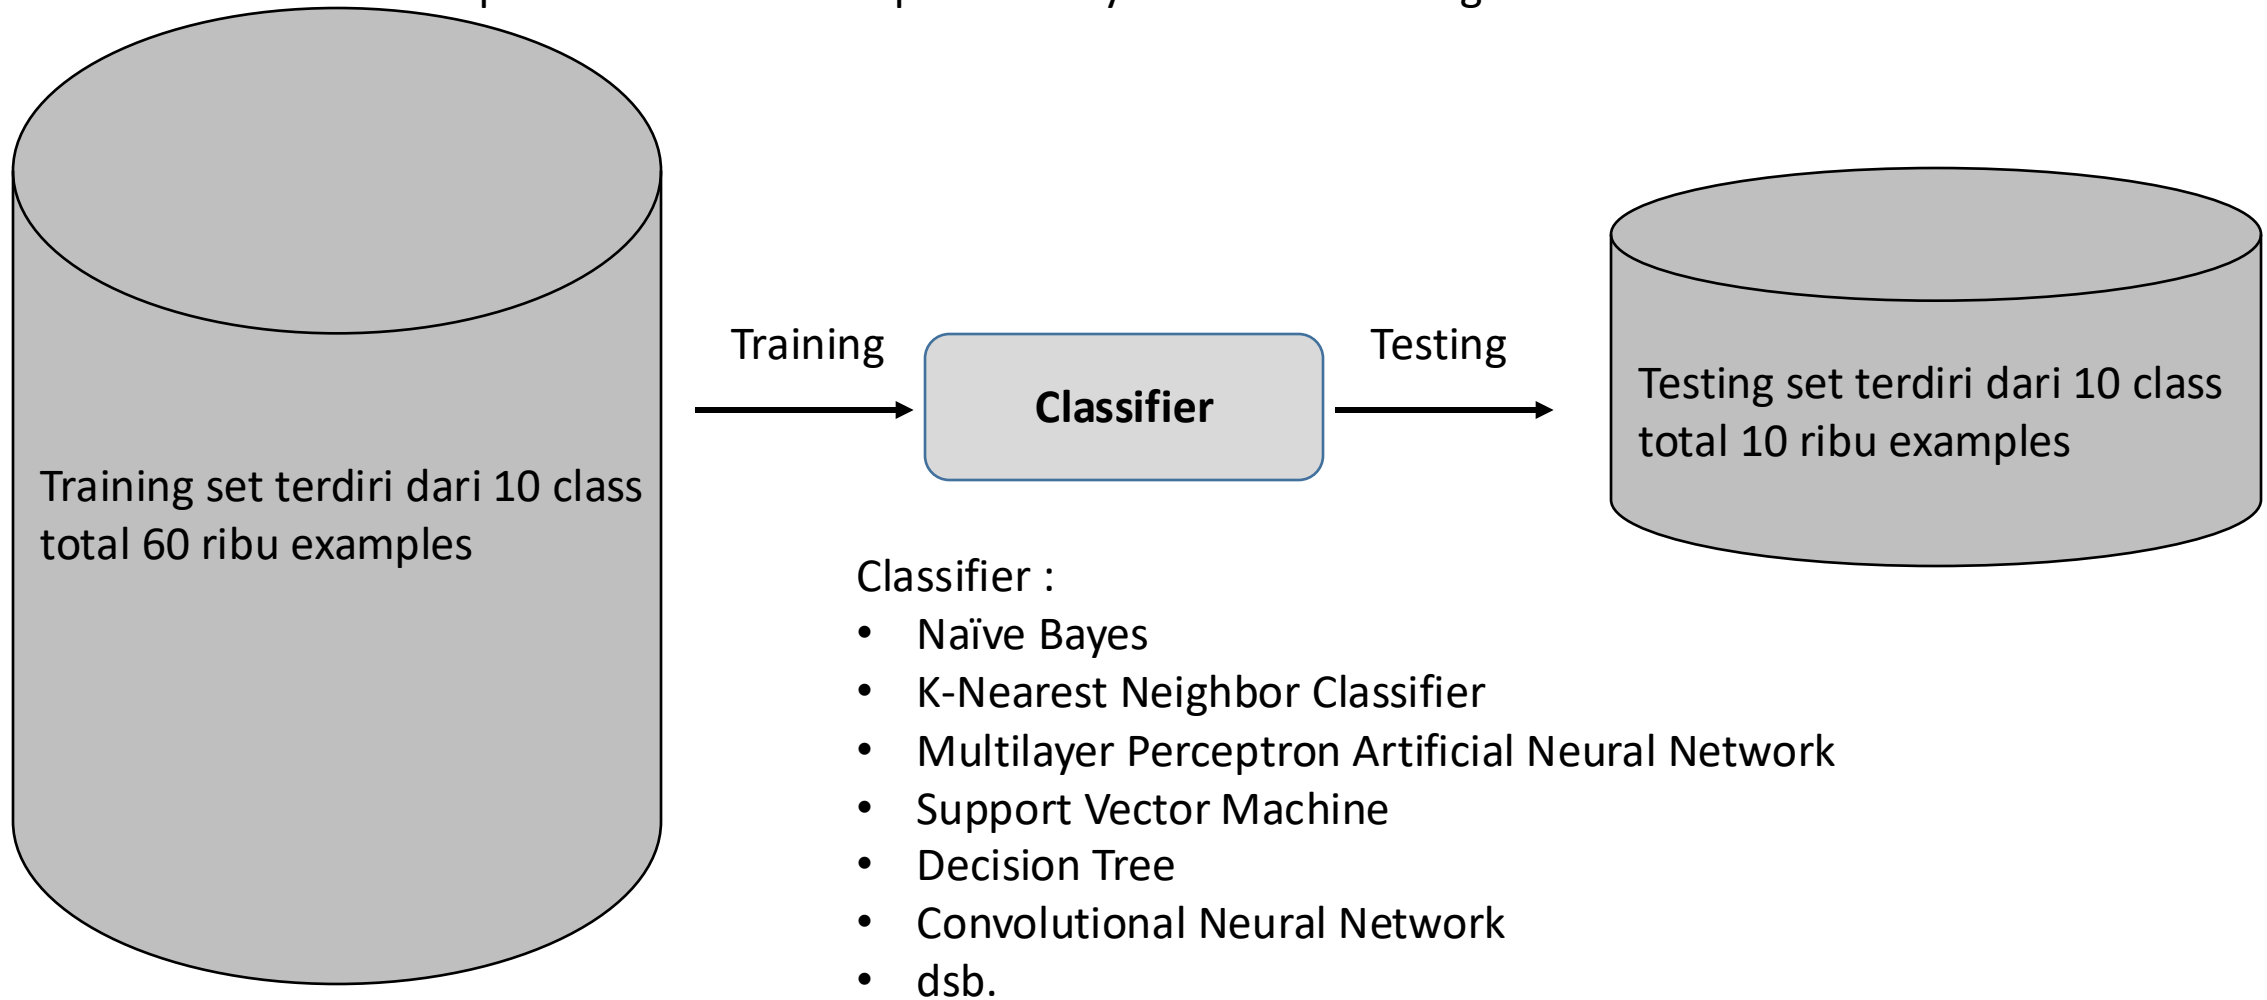 Training
Testing
Classifier
Testing set terdiri dari 10 class
total 10 ribu examples
Training set terdiri dari 10 class
total 60 ribu examples
Classifier :
• Naïve Bayes
• K-Nearest Neighbor Classifier
• Multilayer Perceptron Artificial Neural Network
• Support Vector Machine
• Decision Tree
• Convolutional Neural Network
• dsb.